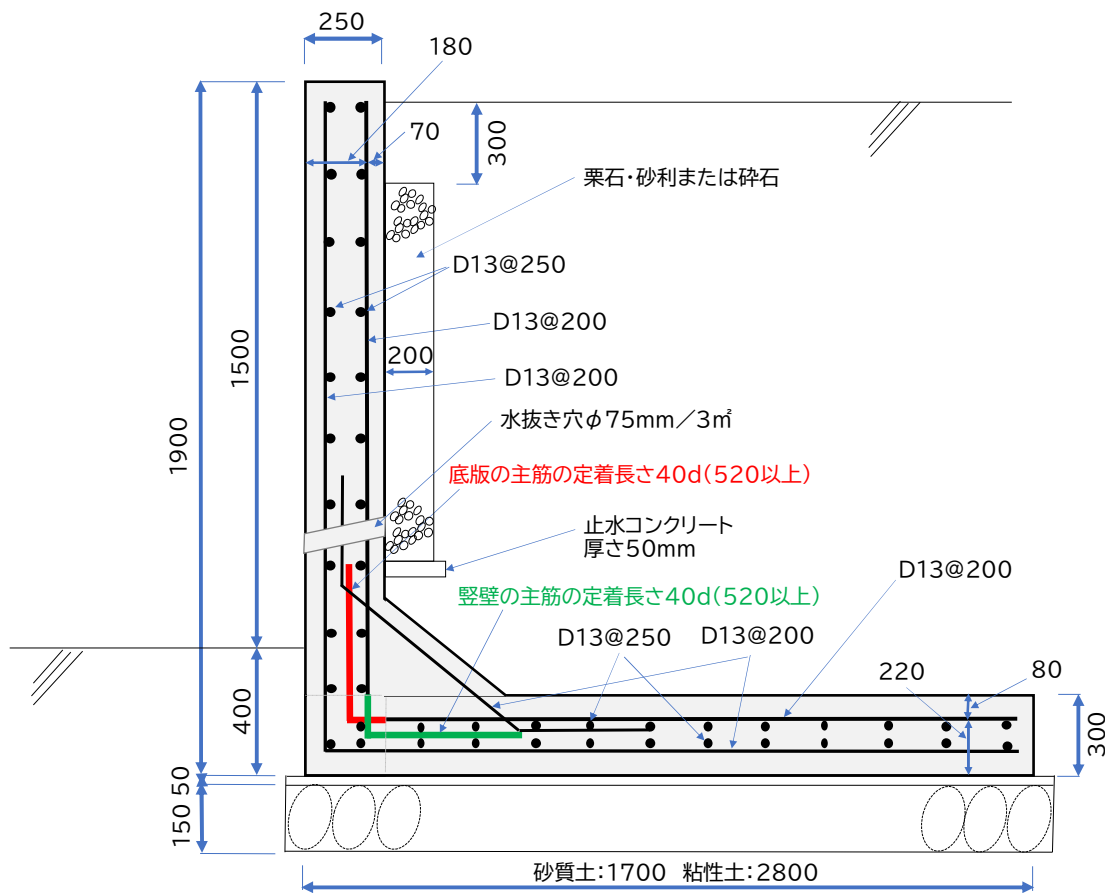 250
180
70
300
栗石・砂利または砕石
D13@250
D13@200
200
D13@200
1500
1900
水抜き穴φ75mm／3㎡
底版の主筋の定着長さ40d(520以上)
止水コンクリート
厚さ50mm
D13@200
竪壁の主筋の定着長さ40d(520以上)
D13@250
D13@200
220
80
400
300
50
150
砂質土:1700 粘性土:2800